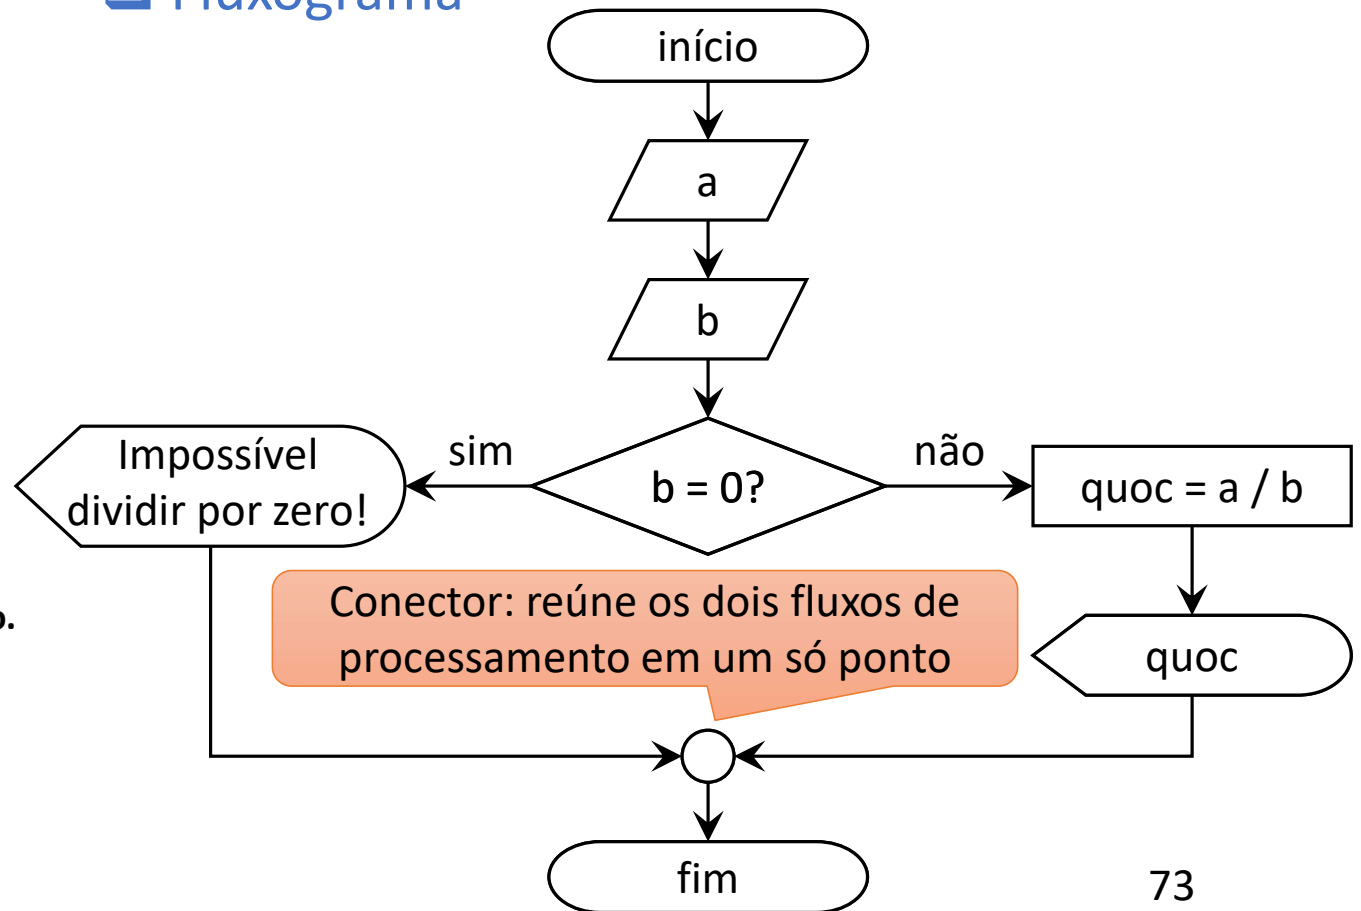 Fluxograma
início
a
b
b = 0?
sim
não
Impossível
dividir por zero!
quoc = a / b
Conector: reúne os dois fluxos de
processamento em um só ponto
quoc
fim
73